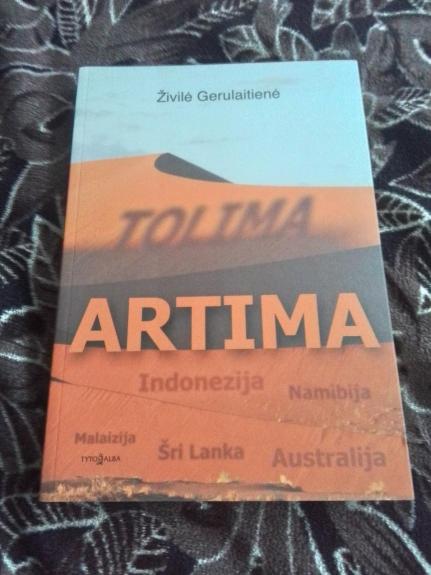 Živilė Gerulaitienė
TOLIMA
ARTIMA
Indonezija
Namibija
Malaizija
Šri Lanka
Australija
TYTO ALBA